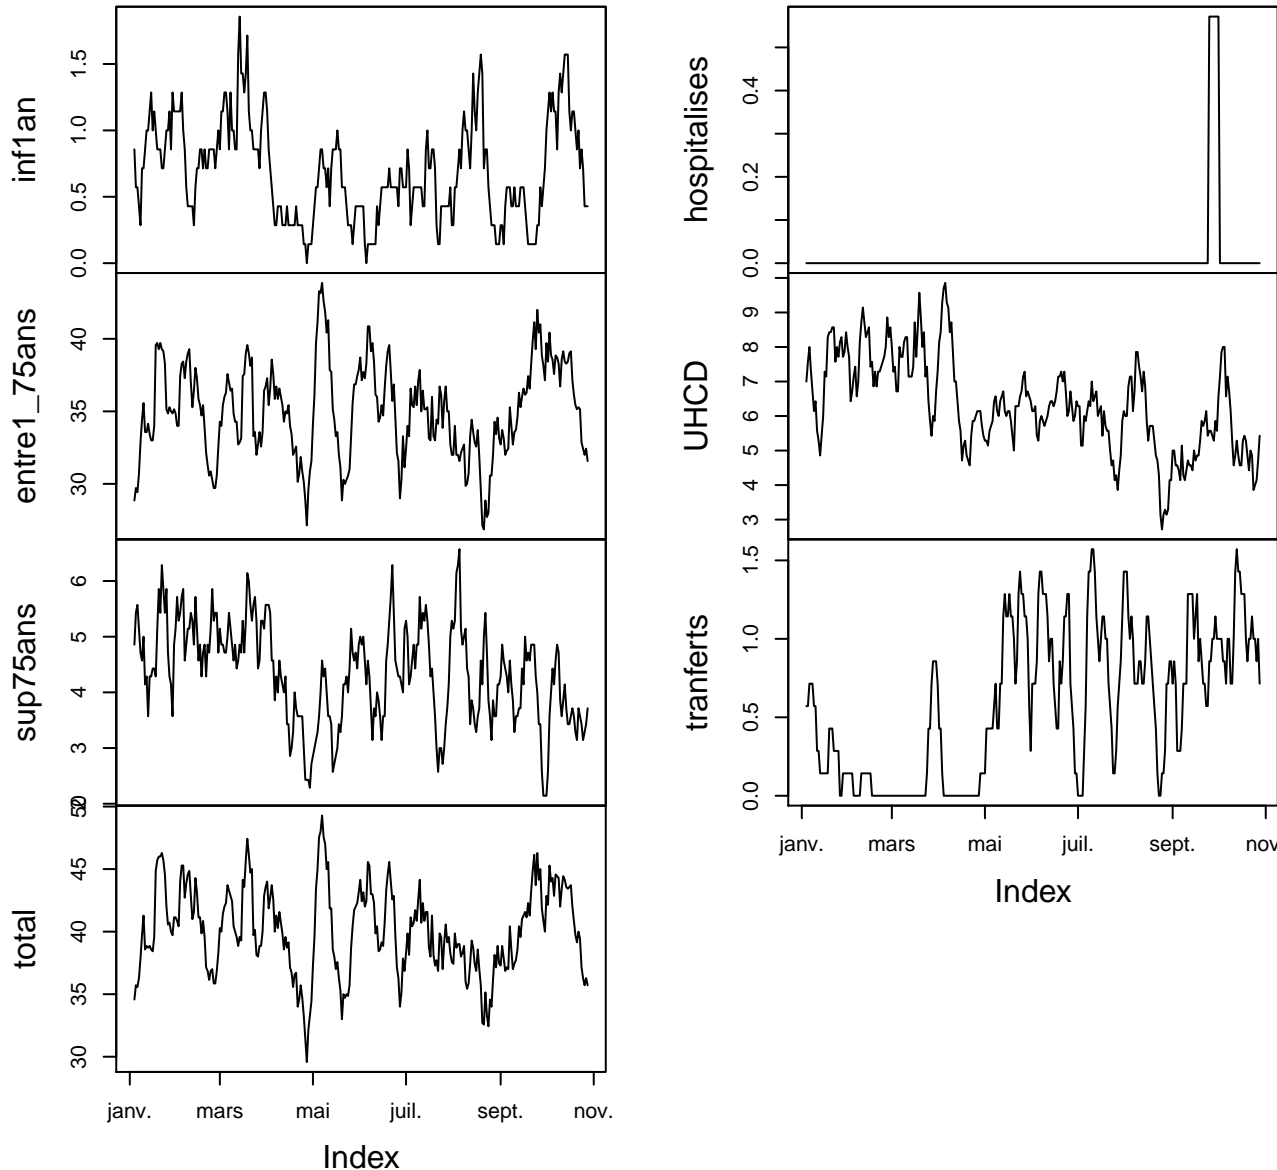 inf1an
0.0 0.5 1.0 1.5
entre1_75ans
30 35 40
sup75ans
2 3 4 5 6
total
30 35 40 45 50
janv. mars mai juil. sept. nov.
Index
hospitalises
0.0 0.2 0.4
UHCD
3 4 5 6 7 8 9
tranferts
0.0 0.5 1.0 1.5
janv. mars mai juil. sept. nov
Index